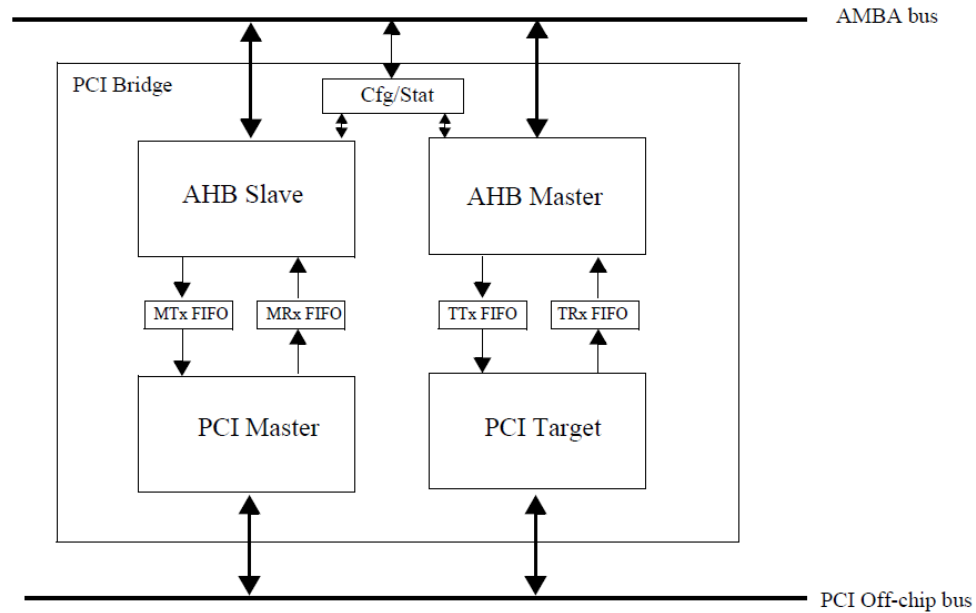 AMBA bus
PCI Bridge
Cfg/Stat
AHB Slave
AHB Master
MTx FIFO
MRx FIFO
TTx FIFO
TRx FIFO
PCI Master
PCI Target
PCI Off-chip bus